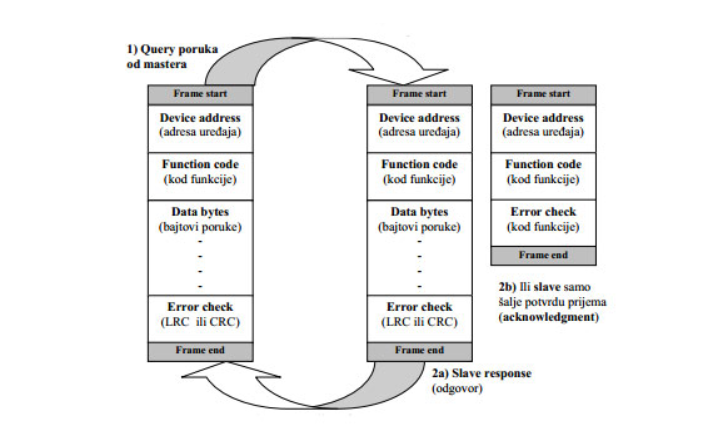 1) Query poruka
od mastera
Frame start
Device address
(adresa uređaja)
Function code
(kod funkcije)
Data bytes
(bajtovi poruke)
-
-
-
-
Error check
(LRC ili CRC)
Frame end
Frame start
Device address
(adresa uređaja)
Function code
(kod funkcije)
Data bytes
(bajtovi poruke)
-
-
-
-
Error check
(LRC ili CRC)
Frame end
Frame start
Device address
(adresa uređaja)
Function code
(kod funkcije)
Error check
(kod funkcije)
Frame end
2b) Ili slave samo
šalje potvrdu prijema
(acknowledgment)
2a) Slave response
(odgovor)